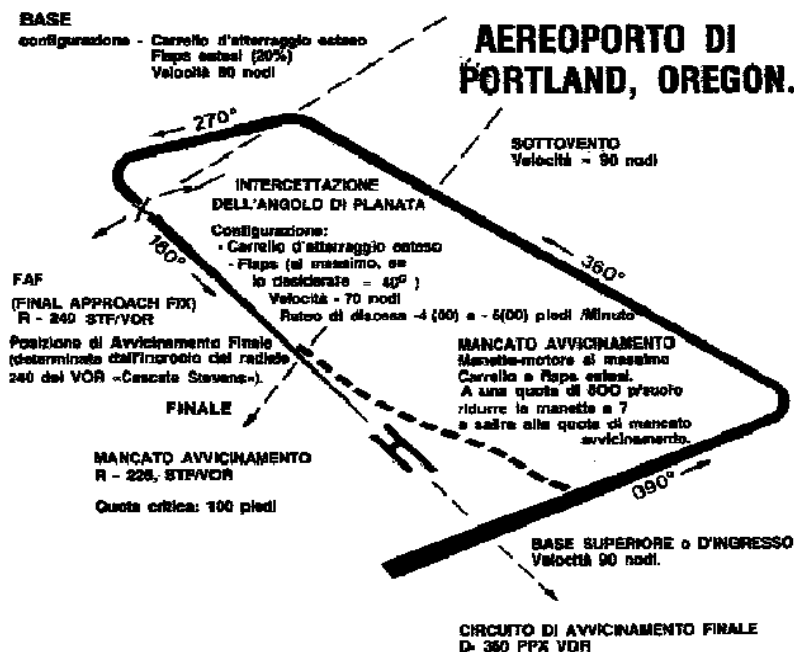 BASE
configurazione - Carrello d'atterraggio esteso
Flaps estesi (20%)
Velocità 80 nodi
AEREOPORTO DI
PORTLAND, OREGON.
270°
SOTTOVENTO
Velocità = 90 nodi
INTERCETTAZIONE
DELL'ANGOLO DI PLANATA
Configurazione:
- Carrello d'atterraggio esteso
- Flaps (al massimo, se
lo desiderate = 40° )
Velocità - 70 nodi
Rateo di discesa -4 (00) a - 5(00) piedi /Minuto
180°
360°
FAF
(FINAL APPROACH FIX)
R - 240 STF/VOR
Posizione di Avvicinamento Finale
(determinata dall'incrocio del radiale
240 del VOR «Cascate Stevens»).
FINALE
MANCATO AVVICINAMENTO
Manetta-motore al massimo
Carrello e flaps estesi.
A una quota di 500 p/suolo
ridurre la manetta a 7
e salire alla quota di mancato
avvicinamento.
MANCATO AVVICINAMENTO
R - 226, STF/VOR
Quota critica: 100 piedi
090°
BASE SUPERIORE o D'INGRESSO
Velocità 90 nodi.
CIRCUITO DI AVVICINAMENTO FINALE
D- 360 PPX VOR